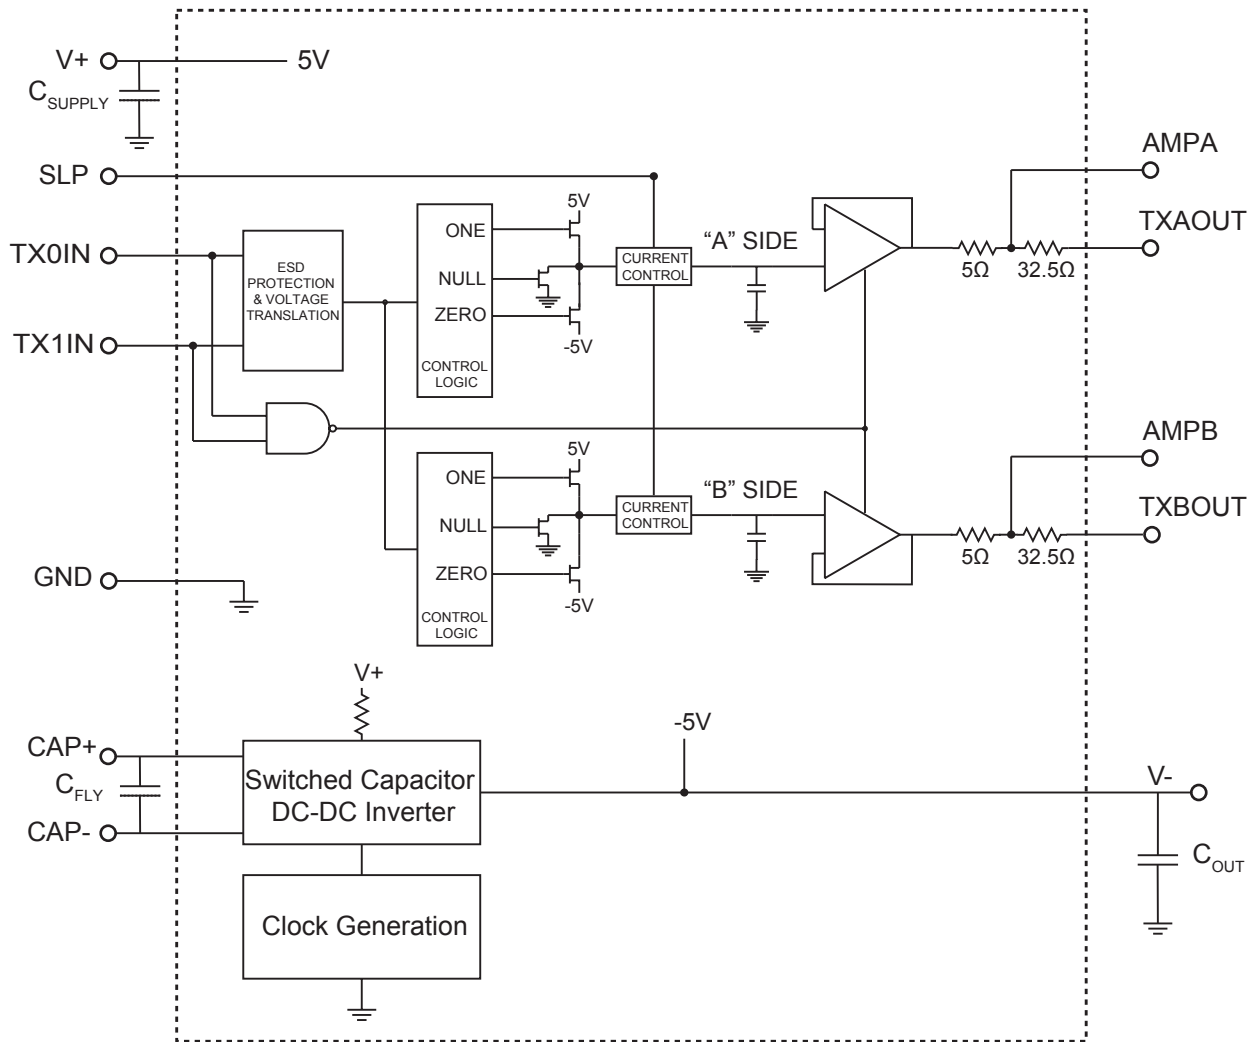 V+
5V
CSUPPLY
SLP
TX0IN
TX1IN
ESD
PROTECTION
& VOLTAGE
TRANSLATION
ONE
NULL
ZERO
CONTROL
LOGIC
5V
-5V
CURRENT
CONTROL
“A” SIDE
5Ω
32.5Ω
AMPA
TXAOUT
ONE
NULL
ZERO
CONTROL
LOGIC
5V
-5V
CURRENT
CONTROL
“B” SIDE
5Ω
32.5Ω
AMPB
TXBOUT
GND
V+
CAP+
CFLY
CAP-
Switched Capacitor
DC-DC Inverter
Clock Generation
-5V
V-
COUT